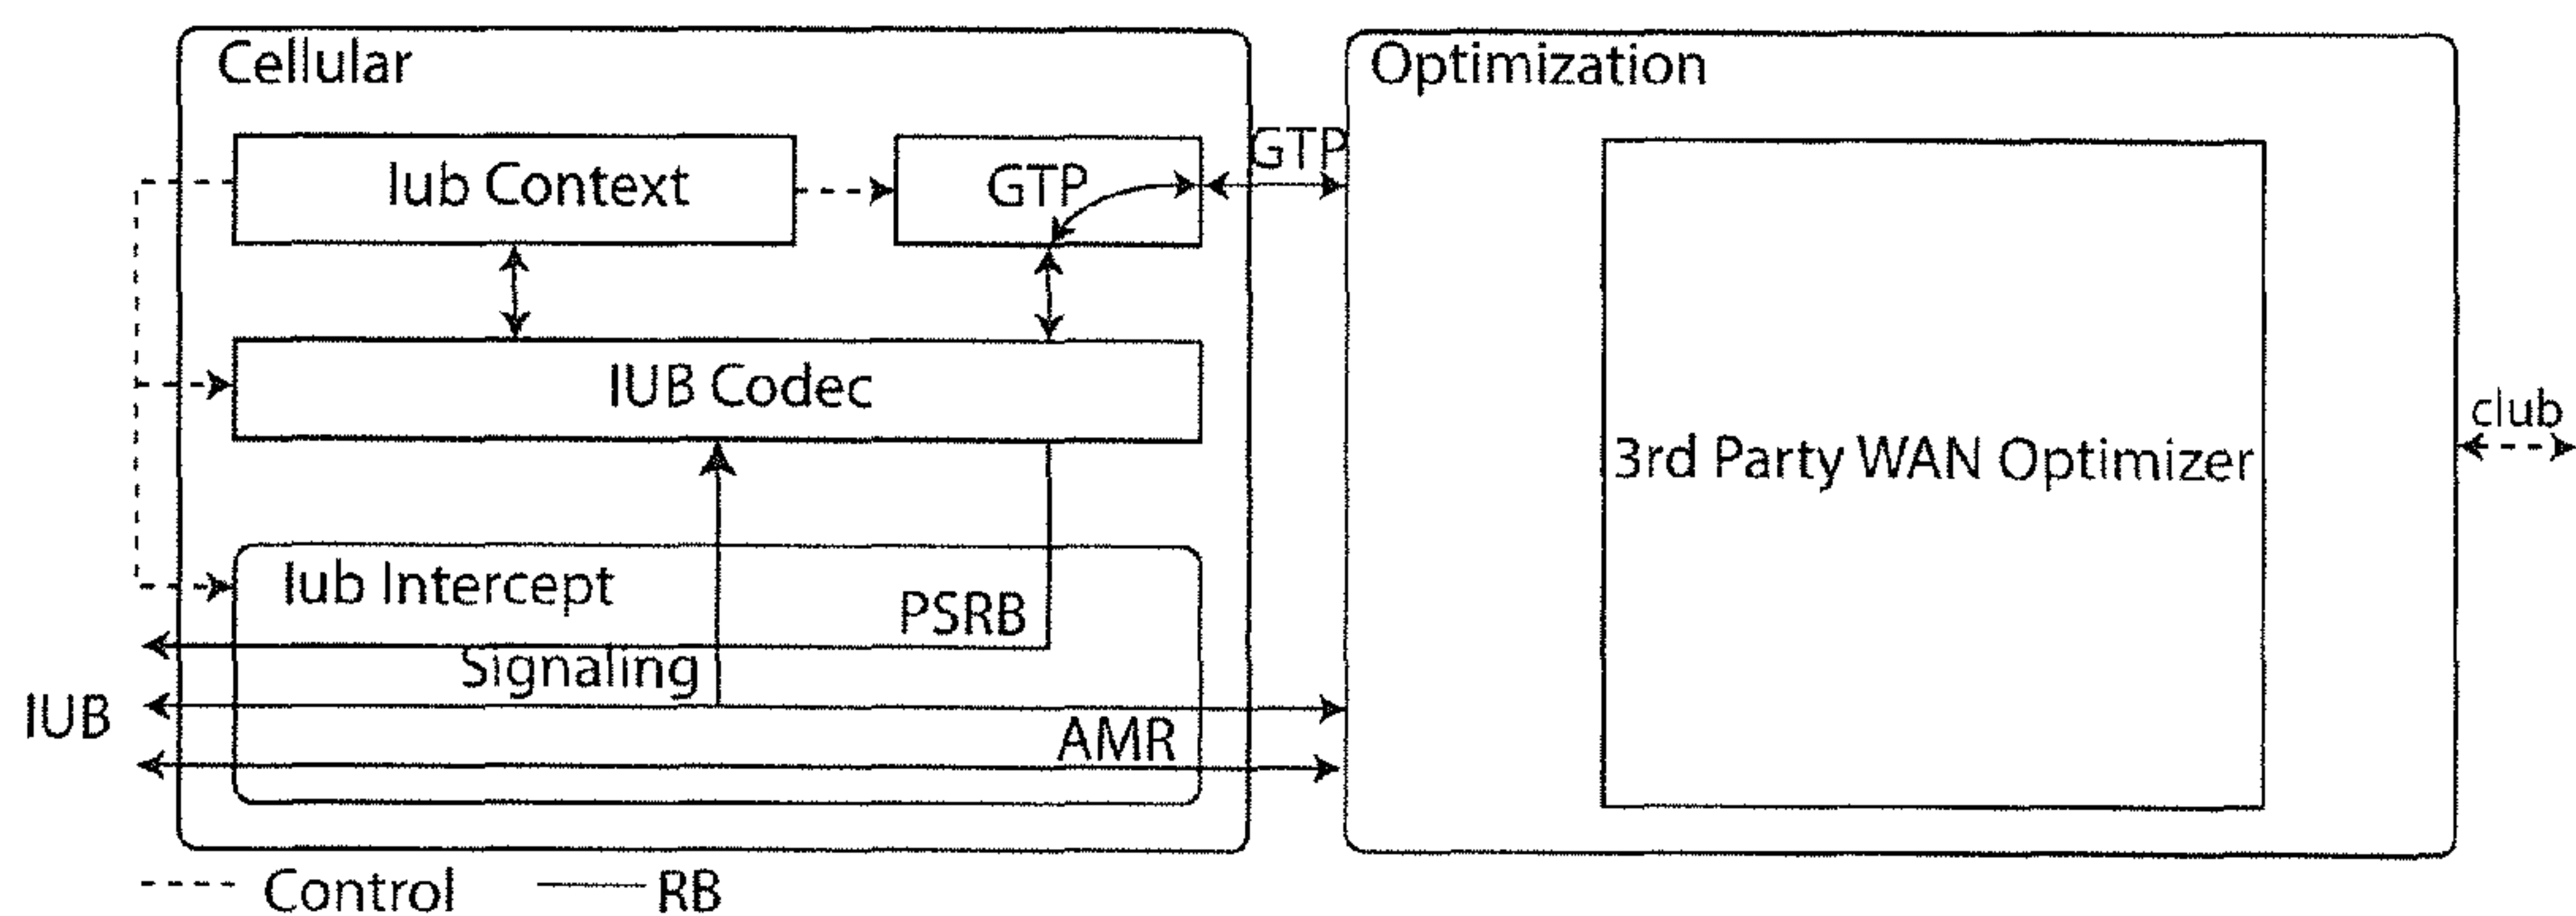 Cellular
Optimization
GTP
Iub Context
GTP
IUB Codec
club
3rd Party WAN Optimizer
Iub Intercept
PSRB
Signaling
IUB
AMR
Control
RB